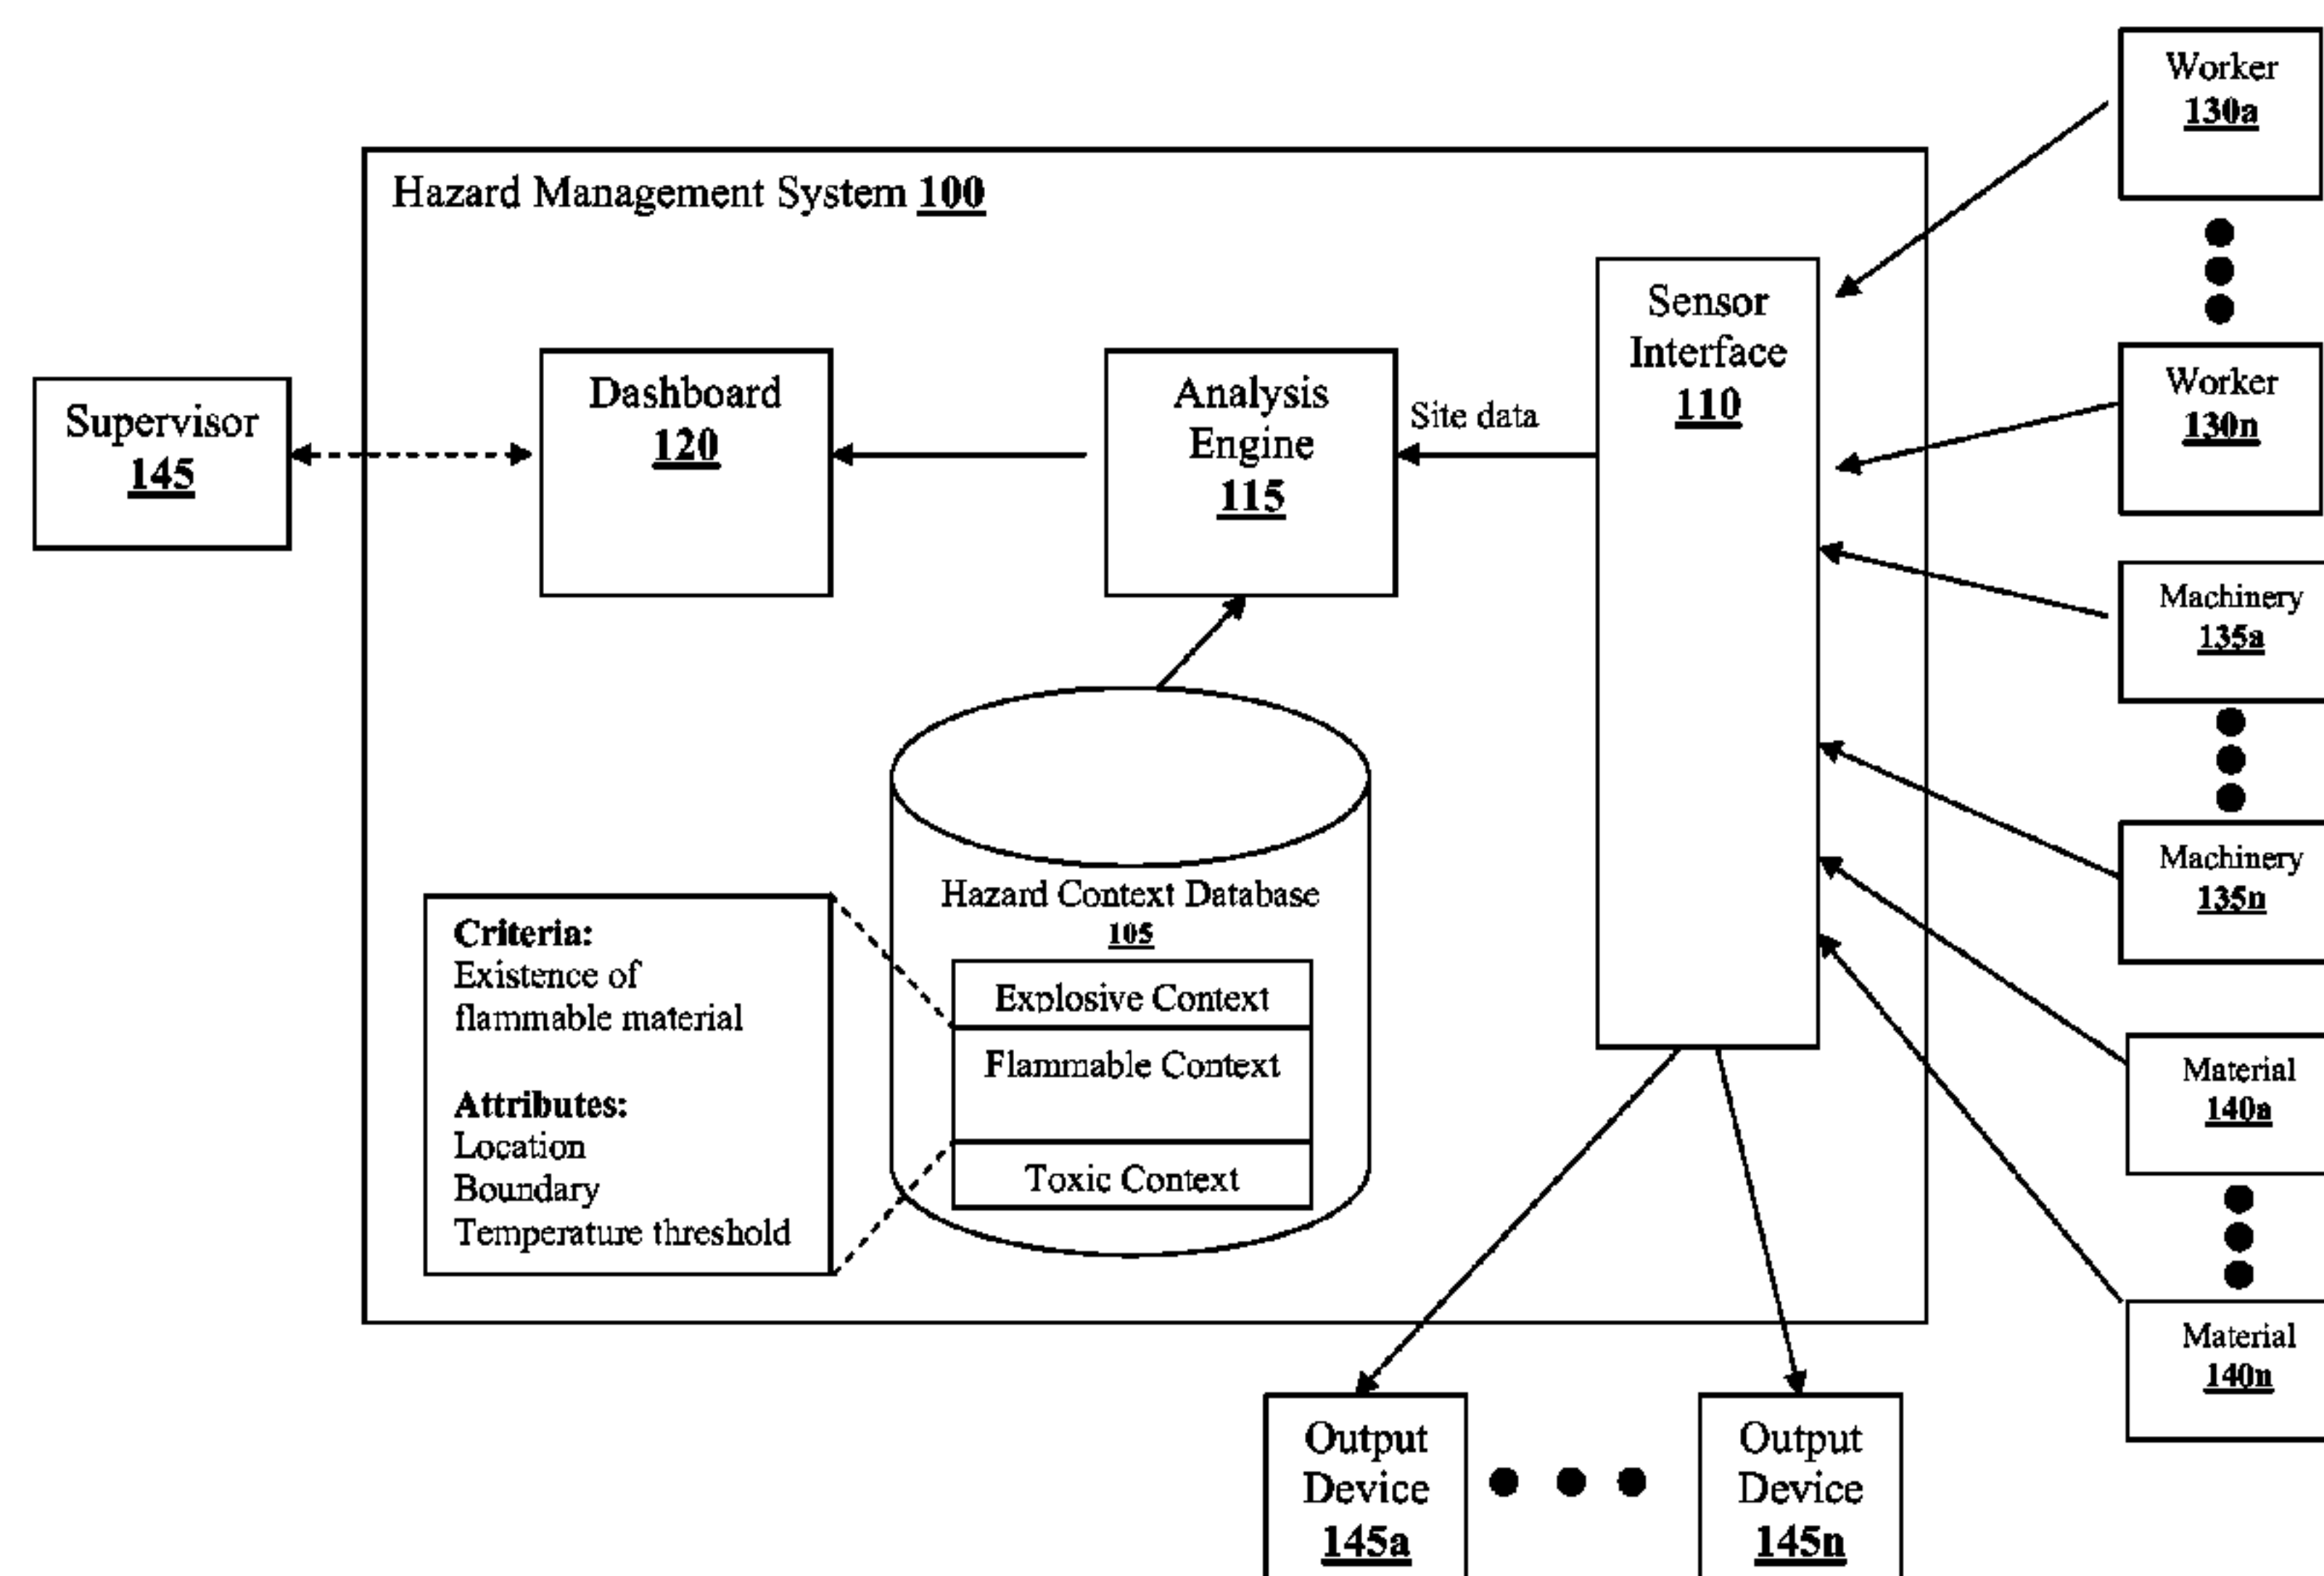 Worker
130a
Hazard Management System 100
Sensor
Interface
110
Worker
130n
Supervisor
145
Dashboard
120
Analysis
Engine
115
Site data
Machinery
135a
Machinery
135n
Hazard Context Database
105
Explosive Context
Flammable Context
Toxic Context
Criteria:
Existence of
flammable material
Attributes:
Location
Boundary
Temperature threshold
Material
140a
Material
140n
Output
Device
145a
Output
Device
145n